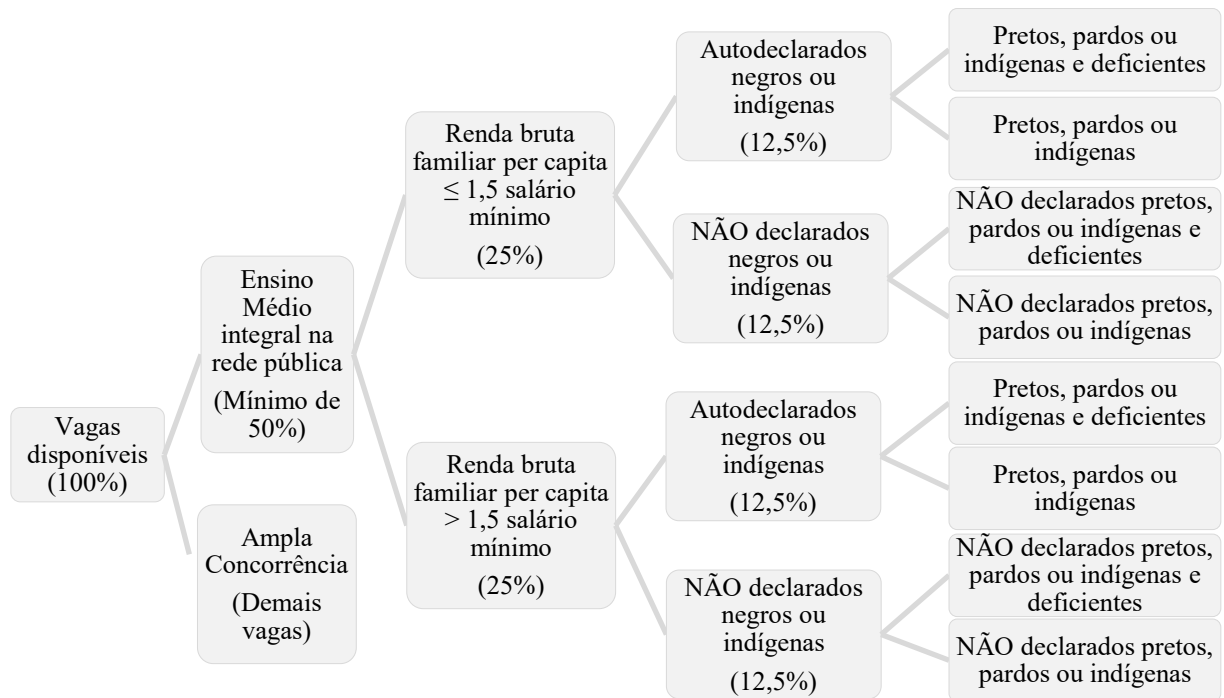 Vagas
disponíveis
(100%)
Ensino
Médio
integral na
rede pública
(Mínimo de
50%)
Ampla
Concorrência
(Demais
vagas)
Renda bruta
familiar per capita
≤ 1,5 salário
mínimo
(25%)
Renda bruta
familiar per capita
> 1,5 salário
mínimo
(25%)
Autodeclarados
negros ou
indígenas
(12,5%)
NÃO declarados
negros ou
indígenas
(12,5%)
Autodeclarados
negros ou
indígenas
(12,5%)
NÃO declarados
negros ou
indígenas
(12,5%)
Pretos, pardos ou
indígenas e deficientes
Pretos, pardos ou
indígenas
NÃO declarados pretos,
pardos ou indígenas e
deficientes
NÃO declarados pretos,
pardos ou indígenas
Pretos, pardos ou
indígenas e deficientes
Pretos, pardos ou
indígenas
NÃO declarados pretos,
pardos ou indígenas e
deficientes
NÃO declarados pretos,
pardos ou indígenas